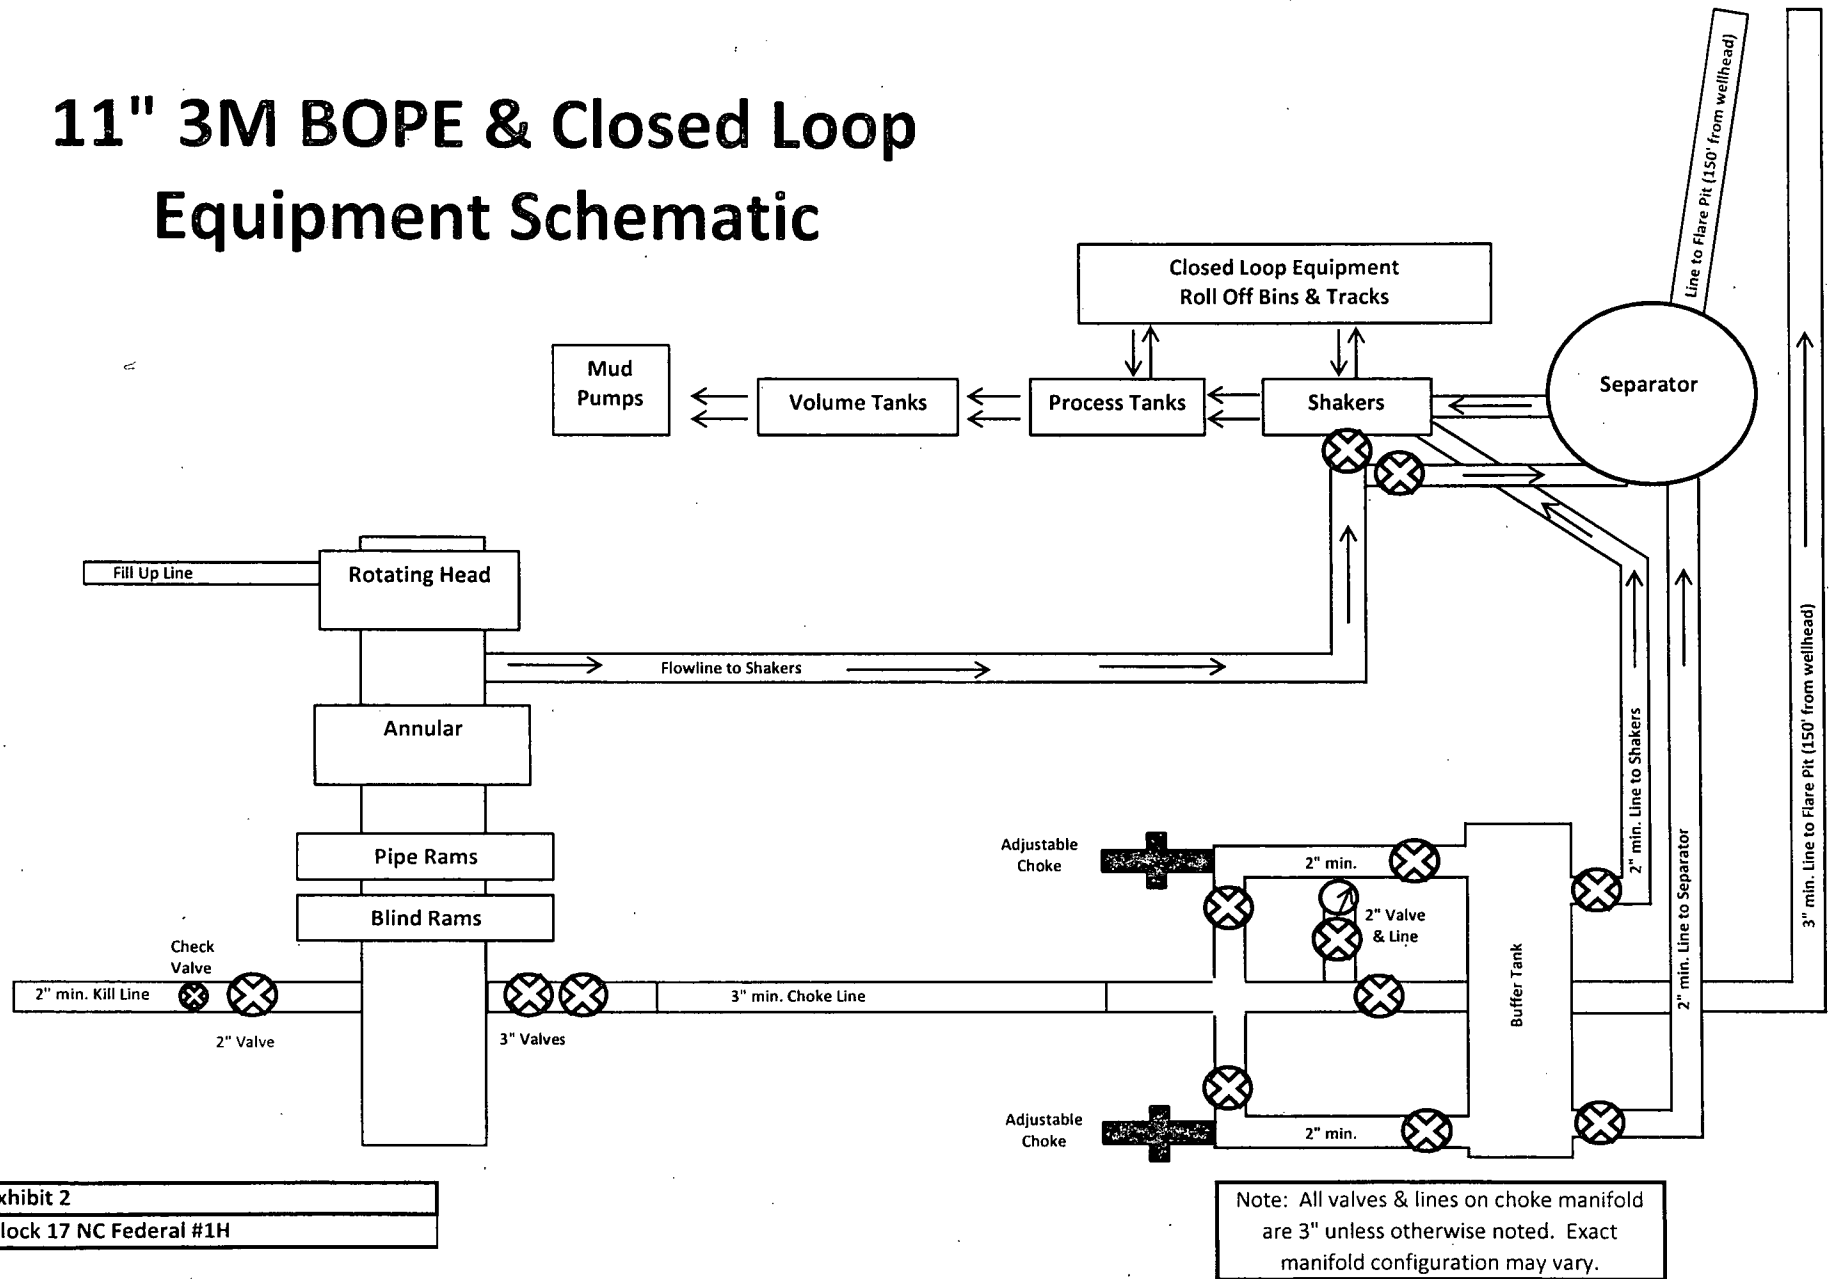 11" 3M BOPE & Closed Loop
Equipment Schematic
Line to Flare Pit (150' from wellhead)
Closed Loop Equipment
Roll Off Bins & Tracks
Mud
Pumps
Volume Tanks
Process Tanks
Shakers
Separator
Fill Up Line
Rotating Head
Flowline to Shakers
Annular
Pipe Rams
Blind Rams
Check
Valve
2" min. Kill Line
2" Valve
3" Valves
3" min. Choke Line
Adjustable
Choke
2" min.
2" Valve
& Line
Buffer Tank
2" min. Line to Shakers
2" min. Line to Separator
3" min. Line to Flare Pit (150' from wellhead)
Adjustable
Choke
2" min.
xhibit 2
lock 17 NC Federal #1H
Note: All valves & lines on choke manifold
are 3" unless otherwise noted. Exact
manifold configuration may vary.